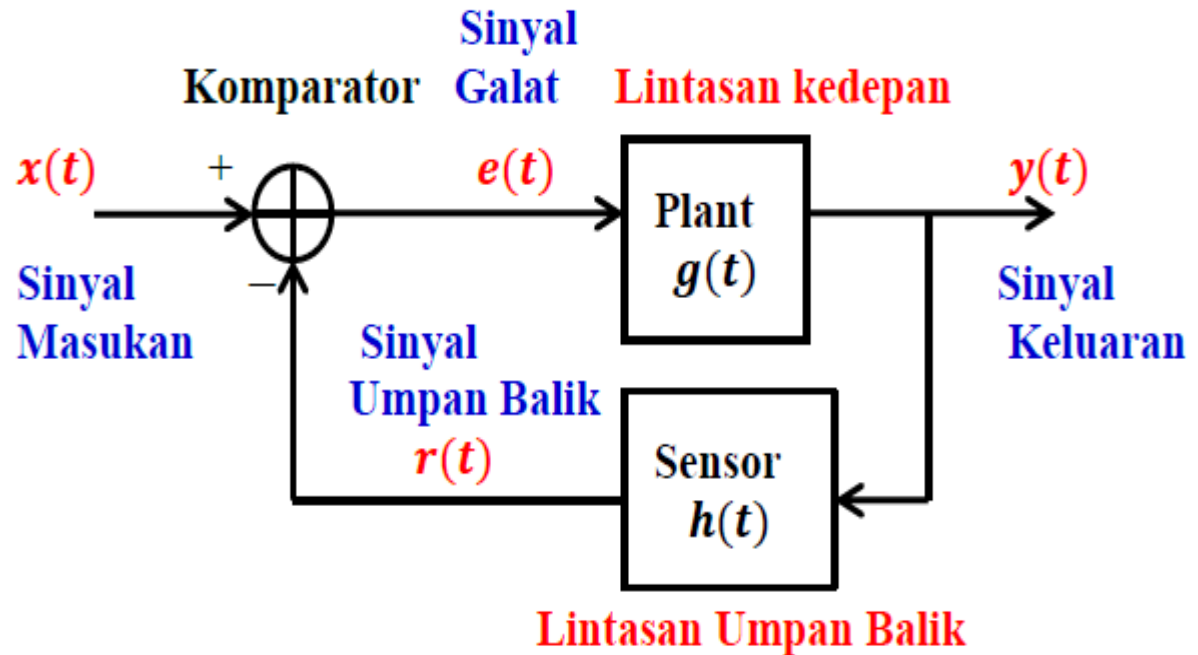 Sinyal
Galat
Komparator
Lintasan kedepan
x(t)
+
e(t)
y(t)
Plant
g(t)
−
Sinyal
Masukan
Sinyal
Keluaran
Sinyal
Umpan Balik
r(t)
Sensor
h(t)
Lintasan Umpan Balik